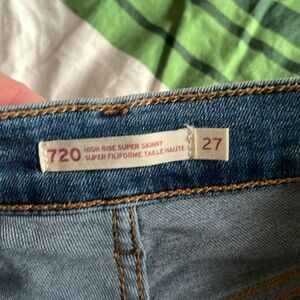 720 HIGH RISE SUPER SKINNY
SUPER FILIFORME TAILLE HAUTE
27